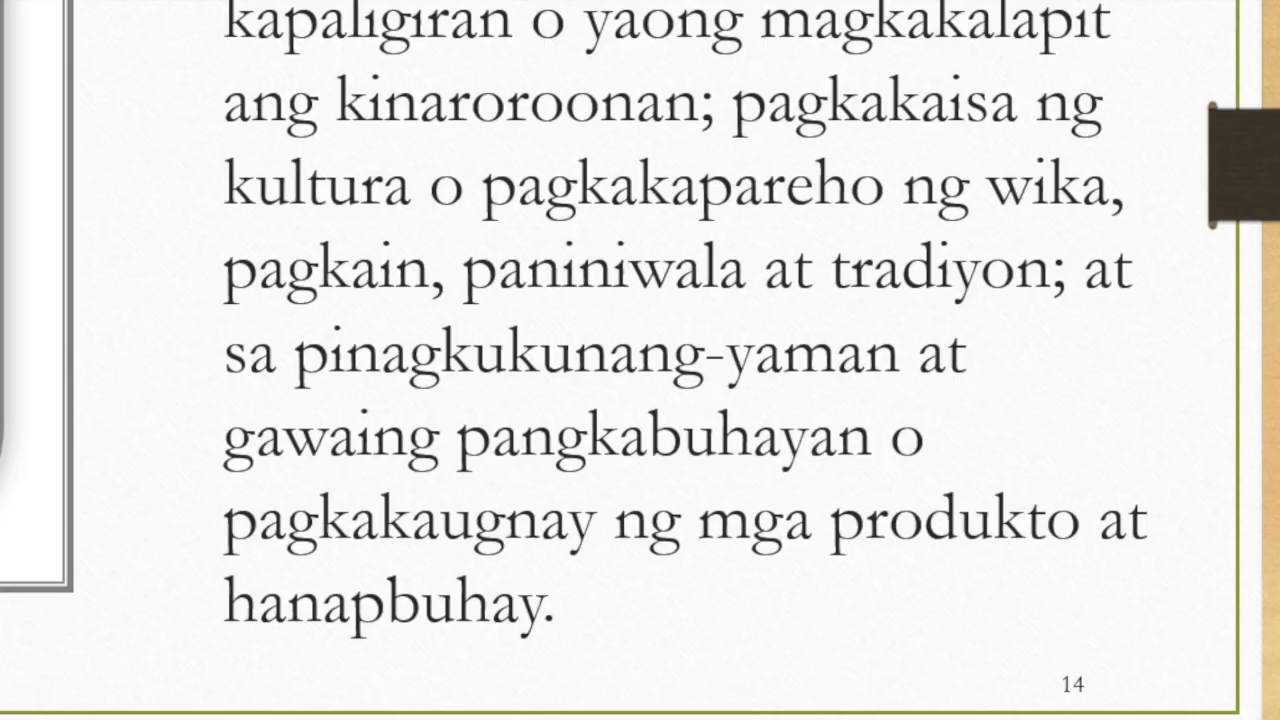 kapaligiran o yaong magkakalapit
ang kinaroroonan; pagkakaisa ng
kultura o pagkakapareho ng wika,
pagkain, paniniwala at tradiyon; at
sa pinagkukunang-yaman at
gawaing pangkabuhayan o
pagkakaugnay ng mga produkto at
hanapbuhay.
14